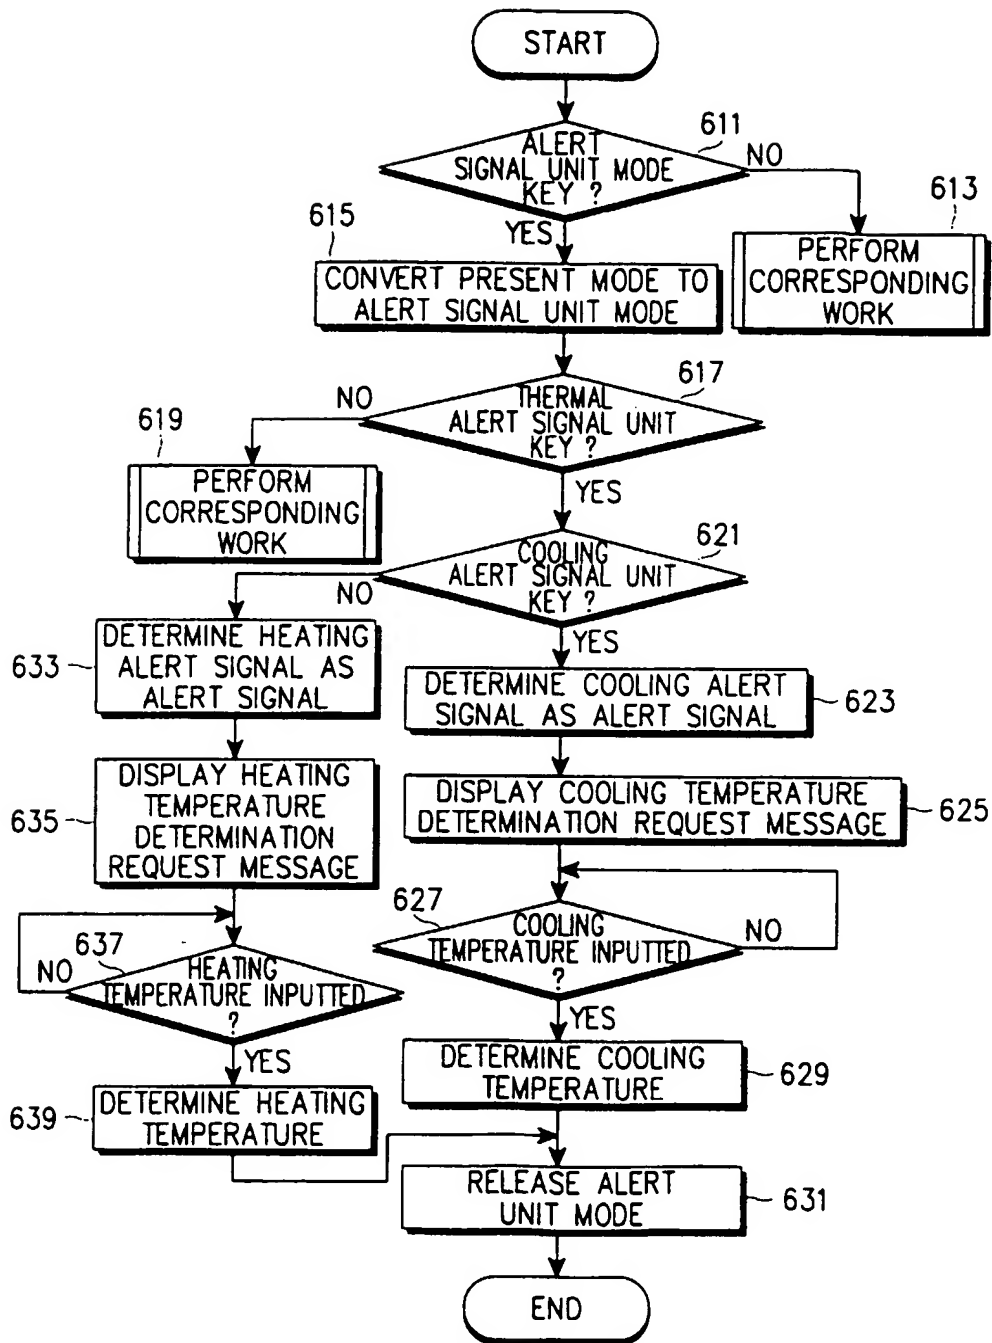 START
611
ALERT
SIGNAL UNIT MODE
KEY ?
NO
YES
613
PERFORM
CORRESPONDING
WORK
615
CONVERT PRESENT MODE TO
ALERT SIGNAL UNIT MODE
617
THERMAL
ALERT SIGNAL UNIT
KEY ?
NO
YES
619
PERFORM
CORRESPONDING
WORK
621
COOLING
ALERT SIGNAL UNIT
KEY ?
NO
YES
633
DETERMINE HEATING
ALERT SIGNAL AS
ALERT SIGNAL
DETERMINE COOLING ALERT
SIGNAL AS ALERT SIGNAL
623
635
DISPLAY HEATING
TEMPERATURE
DETERMINATION
REQUEST MESSAGE
DISPLAY COOLING TEMPERATURE
DETERMINATION REQUEST MESSAGE
625
627
COOLING
TEMPERATURE INPUTTED
?
NO
YES
637
HEATING
TEMPERATURE INPUTTED
?
NO
YES
DETERMINE COOLING
TEMPERATURE
629
639
DETERMINE HEATING
TEMPERATURE
RELEASE ALERT
UNIT MODE
631
END